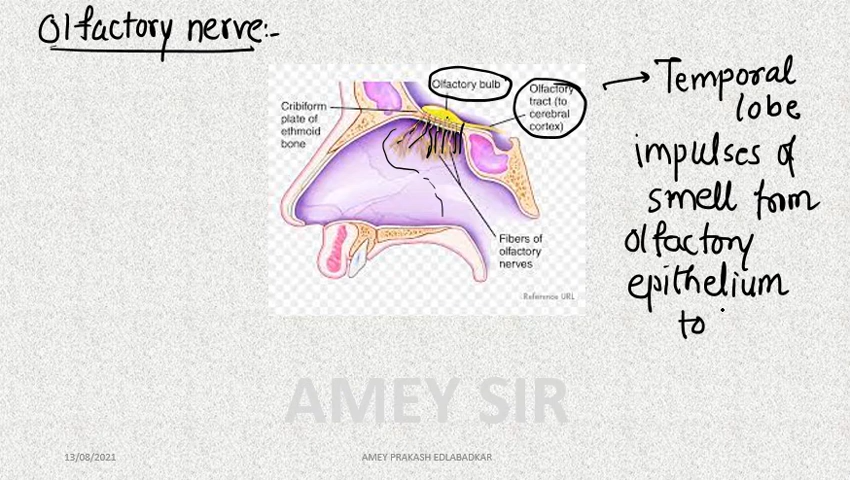 Olfactory nerve:-
Olfactory bulb
Olfactory
tract (to
cerebral
cortex)
Cribiform
plate of
ethmoid
bone
Fibers of
olfactory
nerves
Reference URL
→ Temporal
lobe
impulses of
smell from
olfactory
epithelium
to
AMEY SIR
13/08/2021
AMEY PRAKASH EDLABADKAR